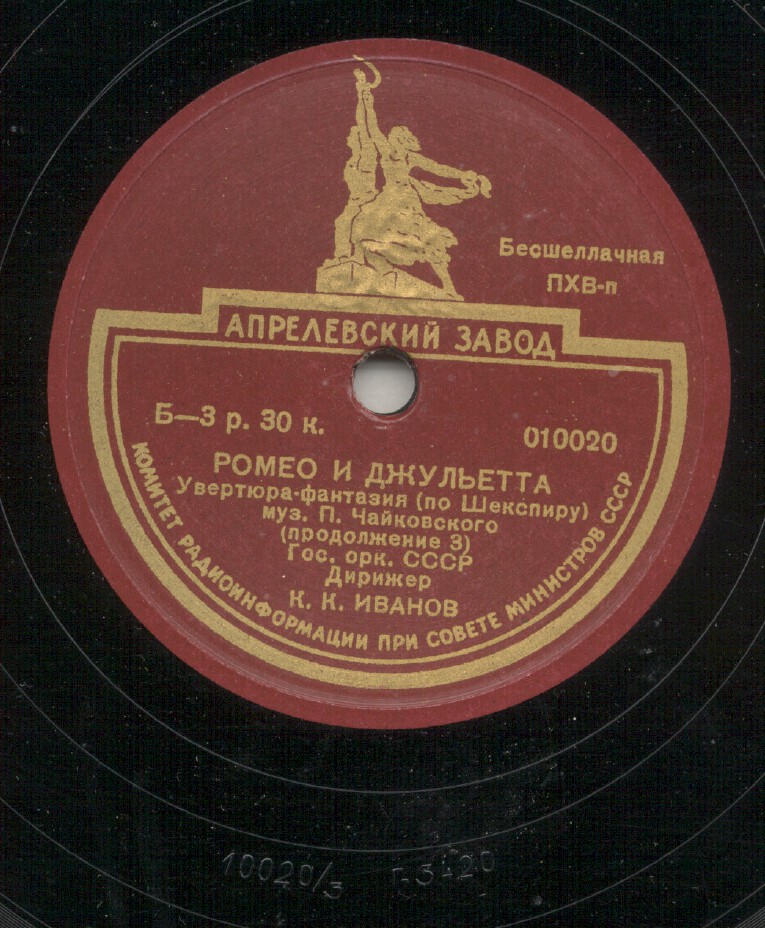 Бесшеллачная
ПХВ-п
АПРЕЛЕВСКИЙ ЗАВОД
Б—3 р. 30 к.
010020
РОМЕО И ДЖУЛЬЕТТА
Увертюра-фантазия (по Шекспиру)
муз. П. Чайковского
(продолжение 3)
Гос. орк. СССР
Дирижер
К. К. ИВАНОВ
КОМИТЕТ РАДИОИНФОРМАЦИИ ПРИ СОВЕТЕ МИНИСТРОВ СССР
10020/3